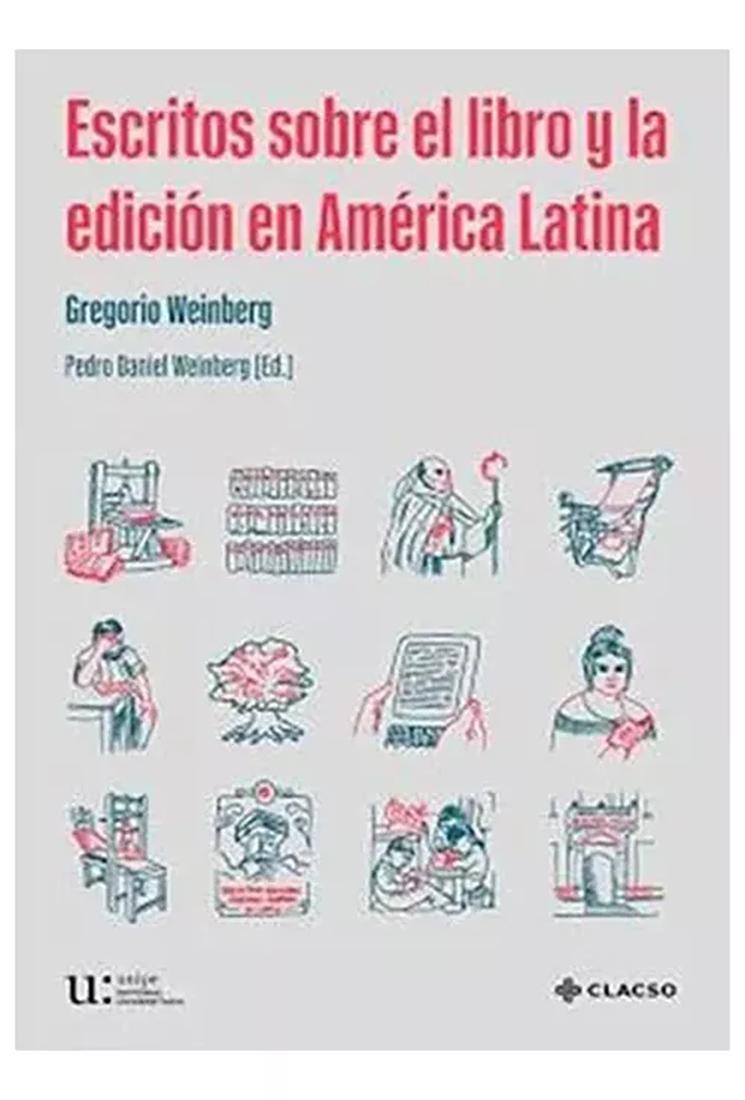 Escritos sobre el libro y la
edición en América Latina
Gregorio Weinberg
Pedro Daniel Weinberg [Ed.]
u: unipe
CLACSO